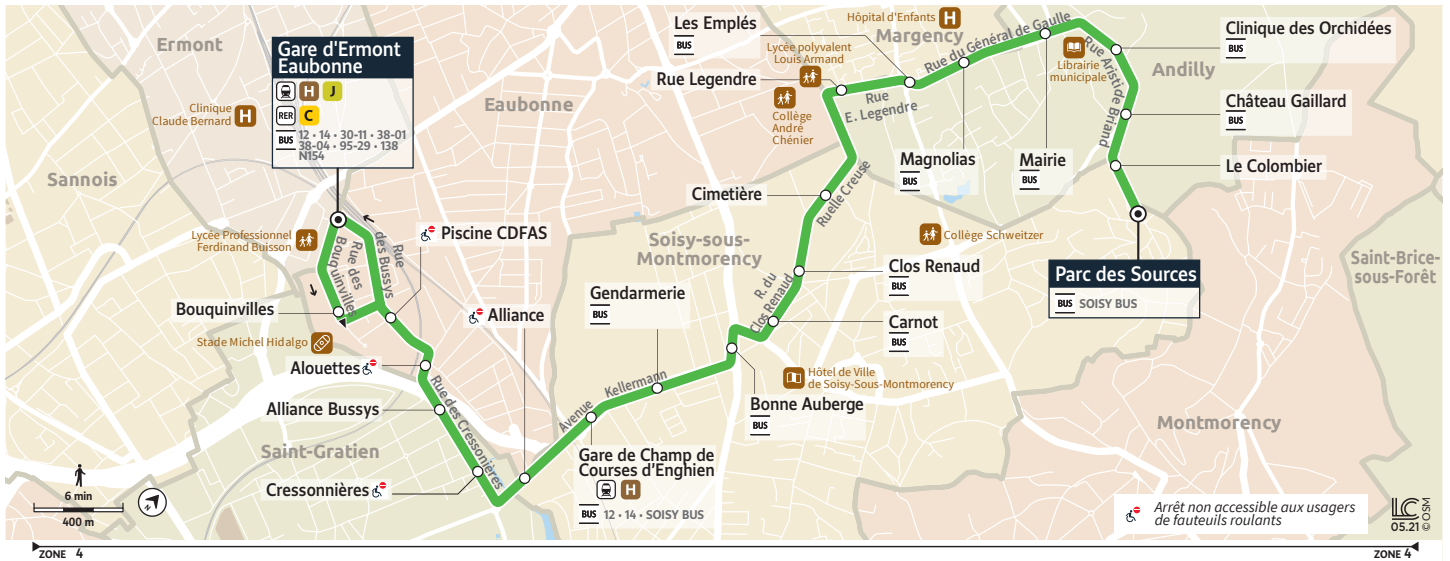 Ermont
Gare d'Ermont
Eaubonne
H J
RER C
BUS 12 • 14 • 30-11 • 38-01
38-04 • 95-29 • 138
N154
Clinique
Claude Bernard H
Sannois
Eaubonne
Lycée Professionnel
Ferdinand Buisson
Rue des
Bouquinvilles
Rue
des Bussys
Piscine CDFAS
Bouquinvilles
Stade Michel Hidalgo
Alouettes
Alliance Bussys
Saint-Gratien
Cressonnières
Rue des Cressonières
Alliance
Avenue Kellermann
Gendarmerie
BUS
Gare de Champ de
Courses d'Enghien
H
BUS 12 • 14 • SOISY BUS
Soisy-sous-
Montmorency
Bonne Auberge
BUS
Hôtel de Ville
de Soisy-Sous-Montmorency
Carnot
BUS
Clos Renaud
BUS
R. du
Clos Renaud
Collège Schweitzer
Cimetière
Ruelle Creuse
Rue Legendre
Les Emplés
BUS
Lycée polyvalent
Louis Armand
Collège
André
Chénier
Rue
E. Legendre
Hôpital d'Enfants H
Margency
Rue du Général de Gaulle
Magnolias
BUS
Mairie
BUS
Librairie
municipale
Rue Aristide Briand
Andilly
Clinique des Orchidées
BUS
Château Gaillard
BUS
Le Colombier
Parc des Sources
BUS SOISY BUS
Saint-Brice-
sous-Forêt
Montmorency
6 min
400 m
N
Arrêt non accessible aux usagers
de fauteuils roulants
LC
05.21
© OSM
ZONE 4
ZONE 4